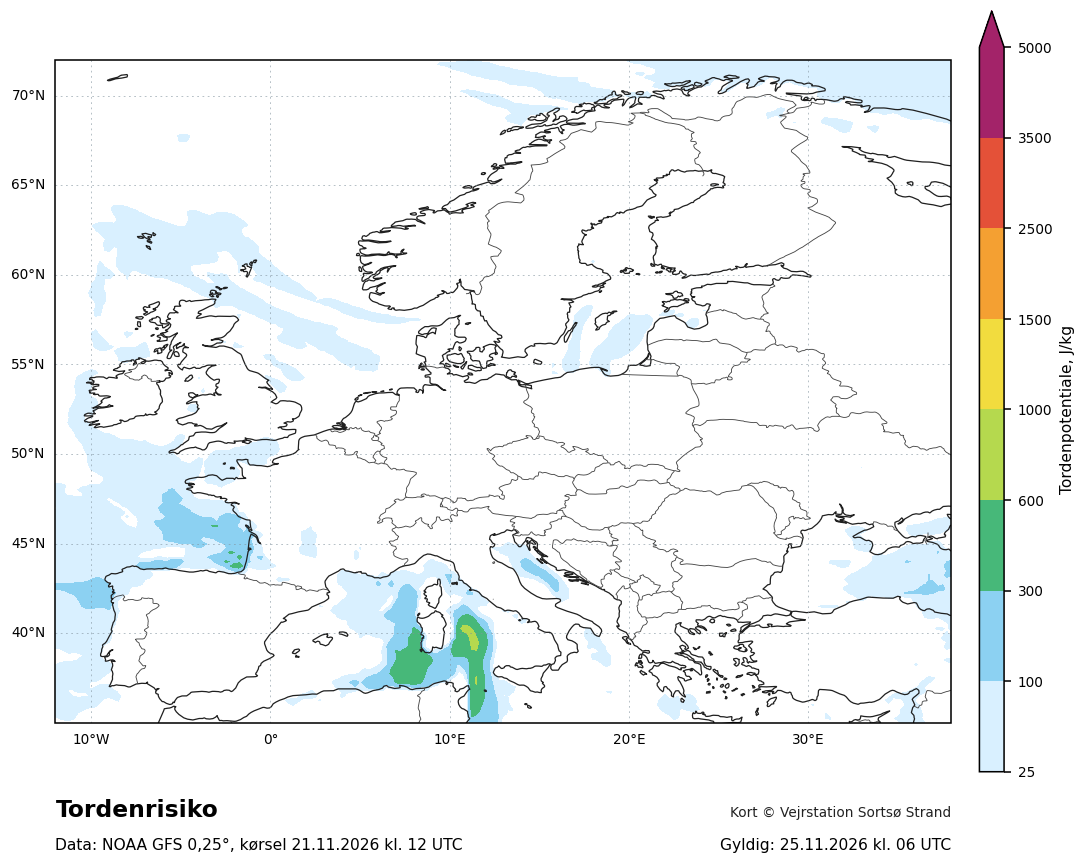 70°N
65°N
60°N
55°N
50°N
45°N
40°N
10°W
0°
10°E
20°E
30°E
5000
3500
2500
1500
1000
600
300
100
25
Tordenpotentiale, J/kg
Tordenrisiko
Kort © Vejrstation Sortsø Strand
Data: NOAA GFS 0,25°, kørsel 21.11.2026 kl. 12 UTC
Gyldig: 25.11.2026 kl. 06 UTC